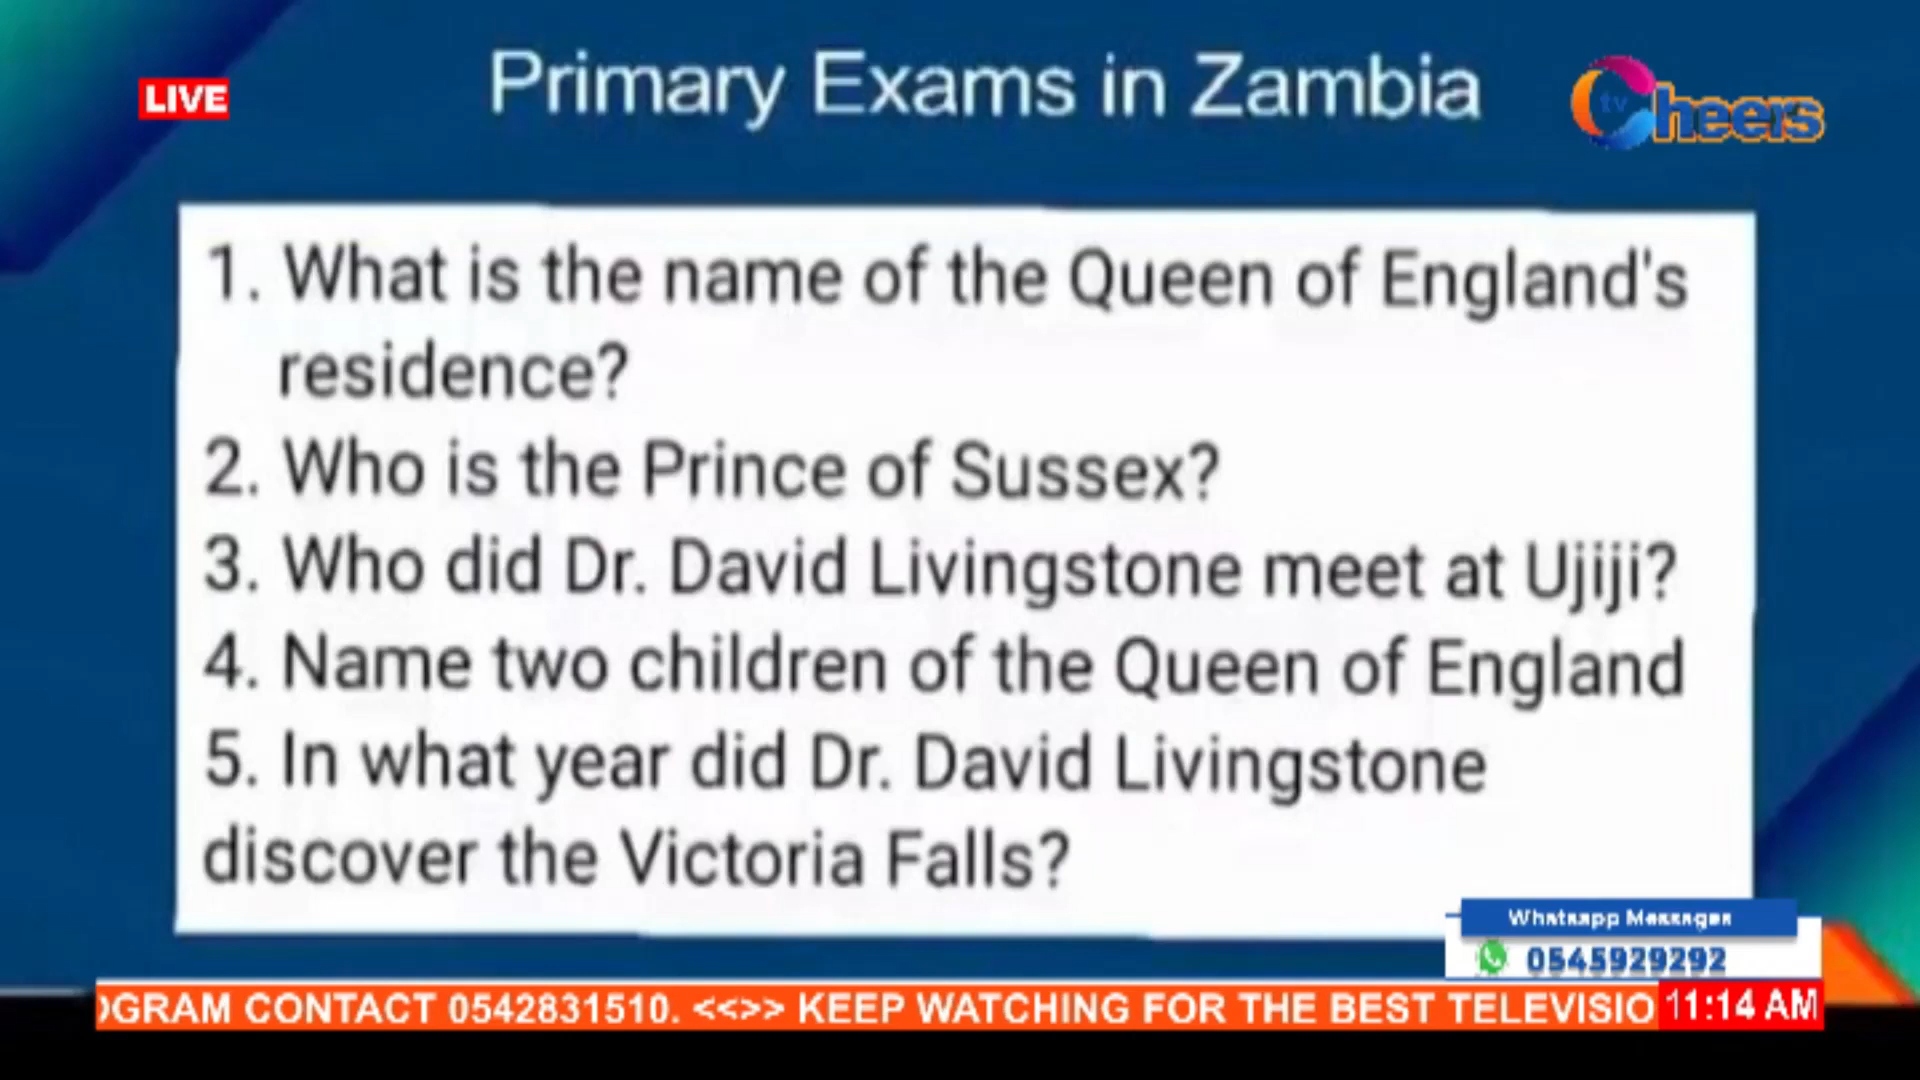 Primary Exams in Zambia
LIVE
tv Cheers
1. What is the name of the Queen of England's
residence?
2. Who is the Prince of Sussex?
3. Who did Dr. David Livingstone meet at Ujiji?
4. Name two children of the Queen of England
5. In what year did Dr. David Livingstone
discover the Victoria Falls?
Whatsapp Messages
0545929292
OGRAM CONTACT 0542831510. <<>> KEEP WATCHING FOR THE BEST TELEVISIO
11:14 AM